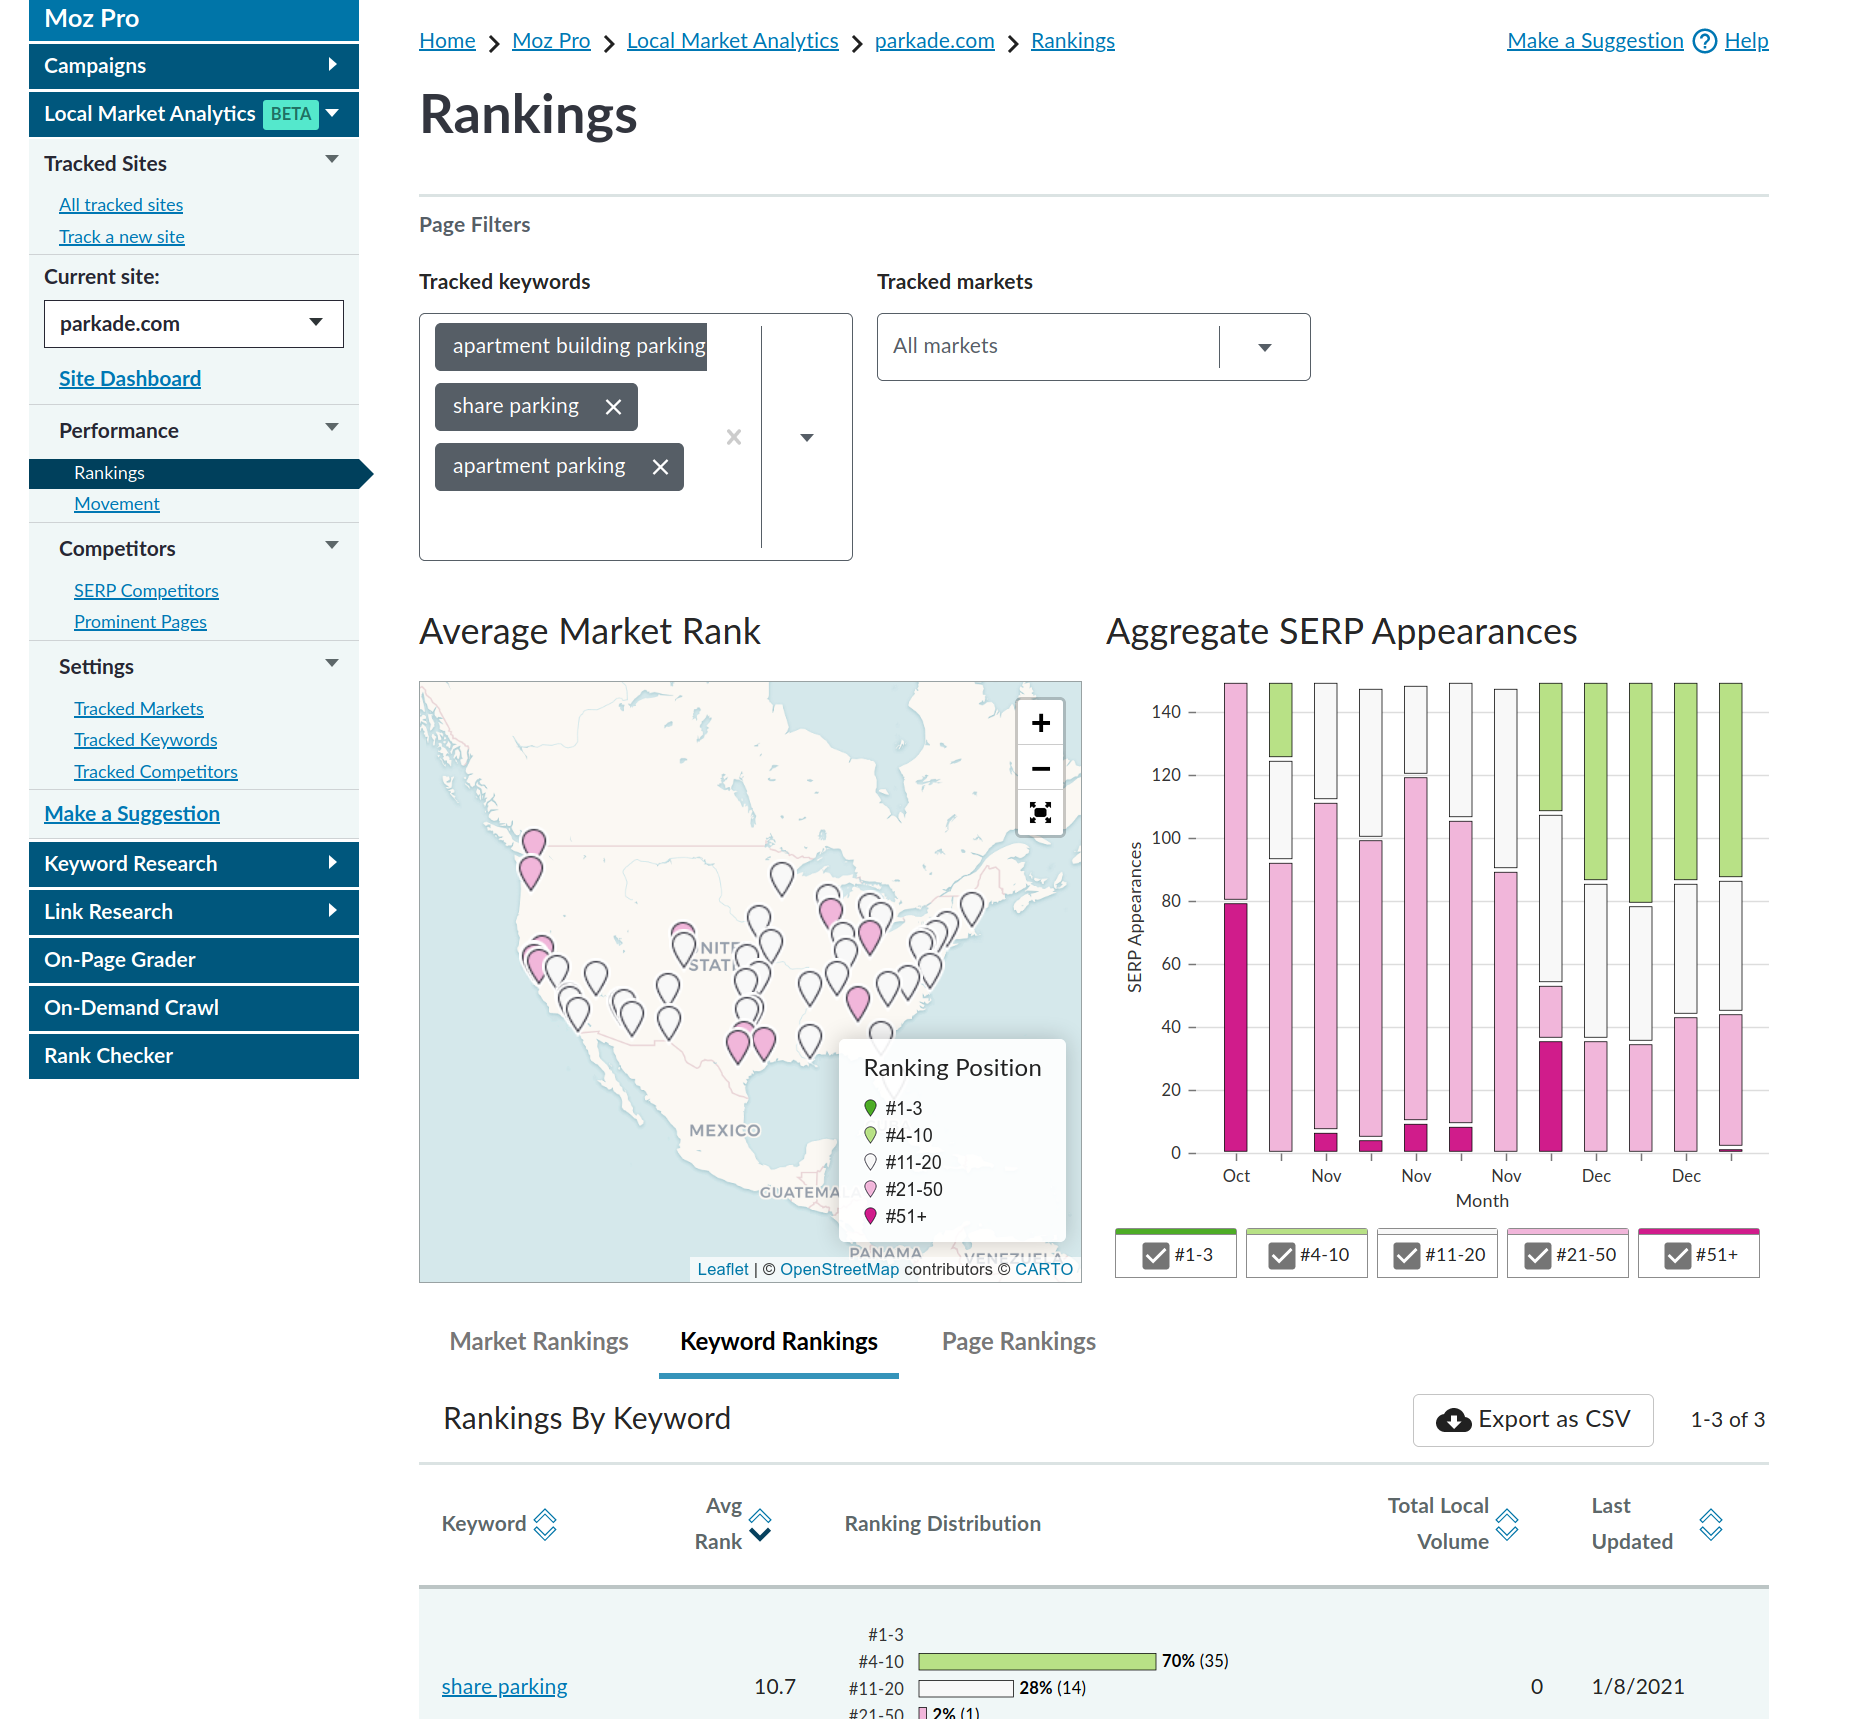 Moz Pro
Campaigns
Local Market Analytics BETA
Tracked Sites
All tracked sites
Track a new site
Current site:
parkade.com
Site Dashboard
Performance
Rankings
Movement
Competitors
SERP Competitors
Prominent Pages
Settings
Tracked Markets
Tracked Keywords
Tracked Competitors
Make a Suggestion
Keyword Research
Link Research
On-Page Grader
On-Demand Crawl
Rank Checker
Home Moz Pro Local Market Analytics parkade.com Rankings
Make a Suggestion ? Help
Rankings
Page Filters
Tracked keywords
apartment building parking
share parking
apartment parking
Tracked markets
All markets
Average Market Rank
+
−
MEXICO
PANAMA
VENEZUELA
Ranking Position
#1-3
#4-10
#11-20
#21-50
#51+
Leaflet | © OpenStreetMap contributors © CARTO
Aggregate SERP Appearances
SERP Appearances
140
120
100
80
60
40
20
0
Oct Nov Nov Nov Dec Dec
Month
#1-3 #4-10 #11-20 #21-50 #51+
Market Rankings Keyword Rankings Page Rankings
Rankings By Keyword
Export as CSV
1-3 of 3
Keyword
Avg Rank
Ranking Distribution
Total Local Volume
Last Updated
share parking
10.7
#1-3
#4-10 70% (35)
#11-20 28% (14)
#21-50 2% (1)
0
1/8/2021